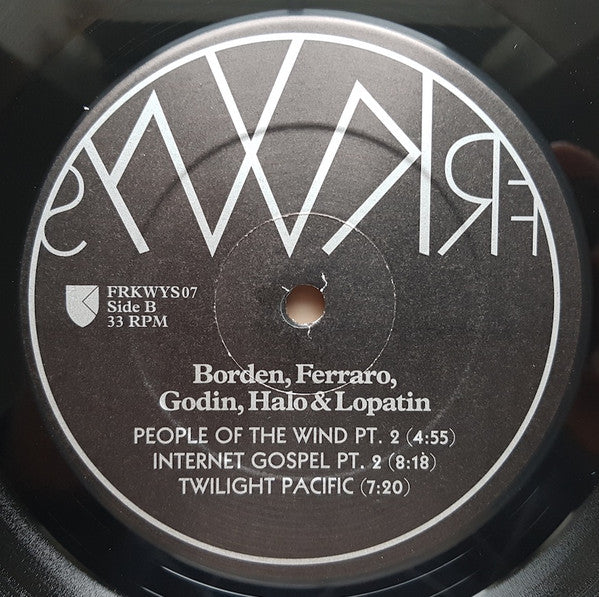 FRKWYS
FRKWYS07
Side B
33 RPM
Borden, Ferraro,
Godin, Halo & Lopatin
PEOPLE OF THE WIND PT. 2 (4:55)
INTERNET GOSPEL PT. 2 (8:18)
TWILIGHT PACIFIC (7:20)